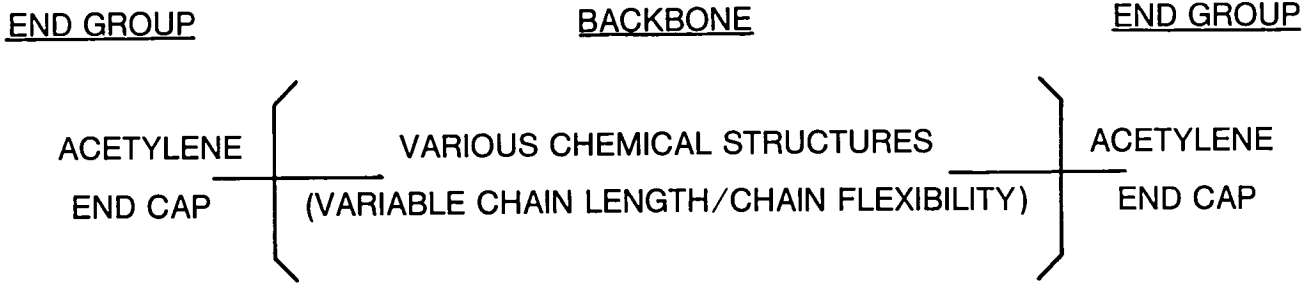 END GROUP BACKBONE END GROUP
ACETYLENE VARIOUS CHEMICAL STRUCTURES ACETYLENE
END CAP (VARIABLE CHAIN LENGTH/CHAIN FLEXIBILITY) END CAP